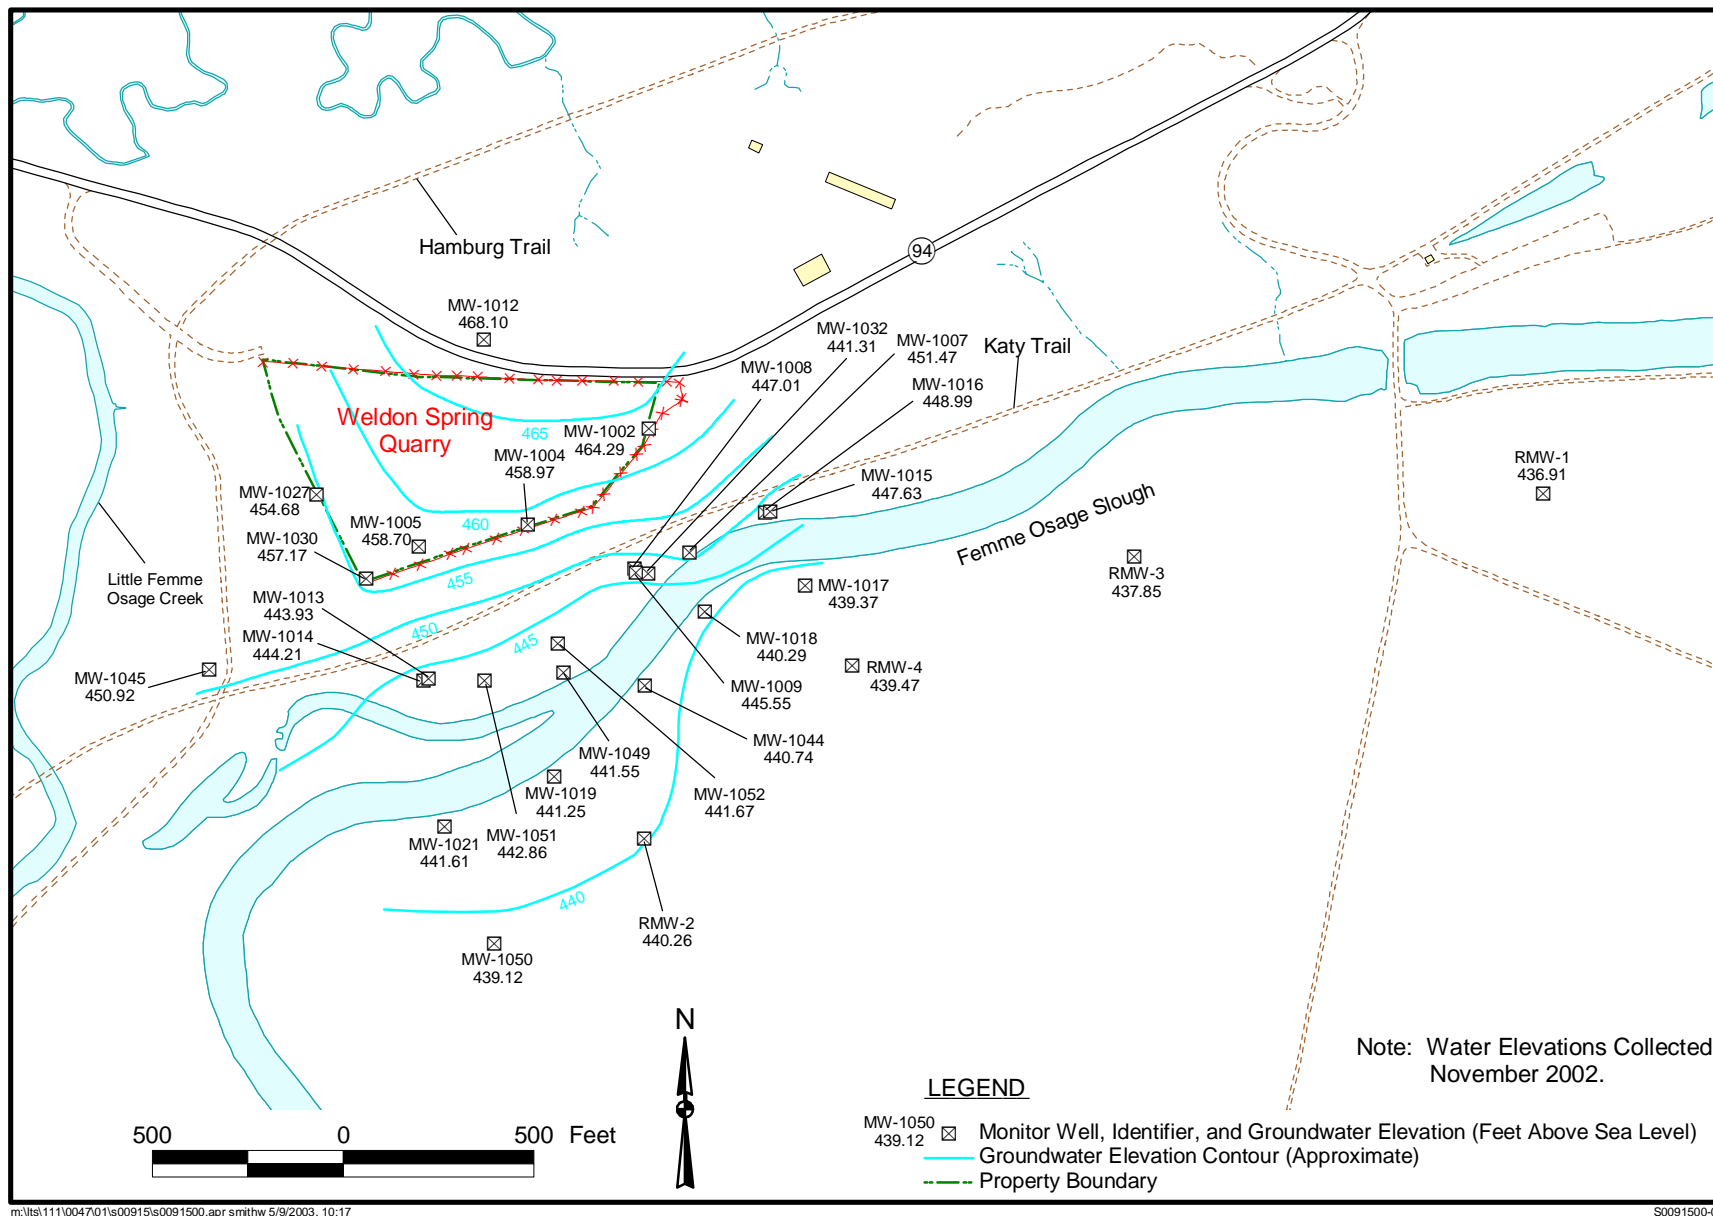 94
Hamburg Trail
MW-1012
468.10
MW-1032
441.31
MW-1007
451.47
Katy Trail
MW-1008
447.01
MW-1016
448.99
Weldon Spring
Quarry
465
MW-1002
464.29
MW-1004
458.97
MW-1015
447.63
RMW-1
436.91
MW-1027
454.68
MW-1005
458.70
460
Femme Osage Slough
MW-1030
457.17
455
Little Femme
Osage Creek
RMW-3
437.85
MW-1017
439.37
MW-1013
443.93
MW-1014
444.21
450
445
MW-1018
440.29
RMW-4
439.47
MW-1045
450.92
MW-1009
445.55
MW-1044
440.74
MW-1049
441.55
MW-1019
441.25
MW-1052
441.67
MW-1021
441.61
MW-1051
442.86
440
RMW-2
440.26
MW-1050
439.12
N
Note: Water Elevations Collected
November 2002.
LEGEND
500 0 500 Feet
MW-1050
439.12
Monitor Well, Identifier, and Groundwater Elevation (Feet Above Sea Level)
Groundwater Elevation Contour (Approximate)
Property Boundary
m:\lts\111\0047\01\s00915\s0091500.apr smithw 5/9/2003, 10:17